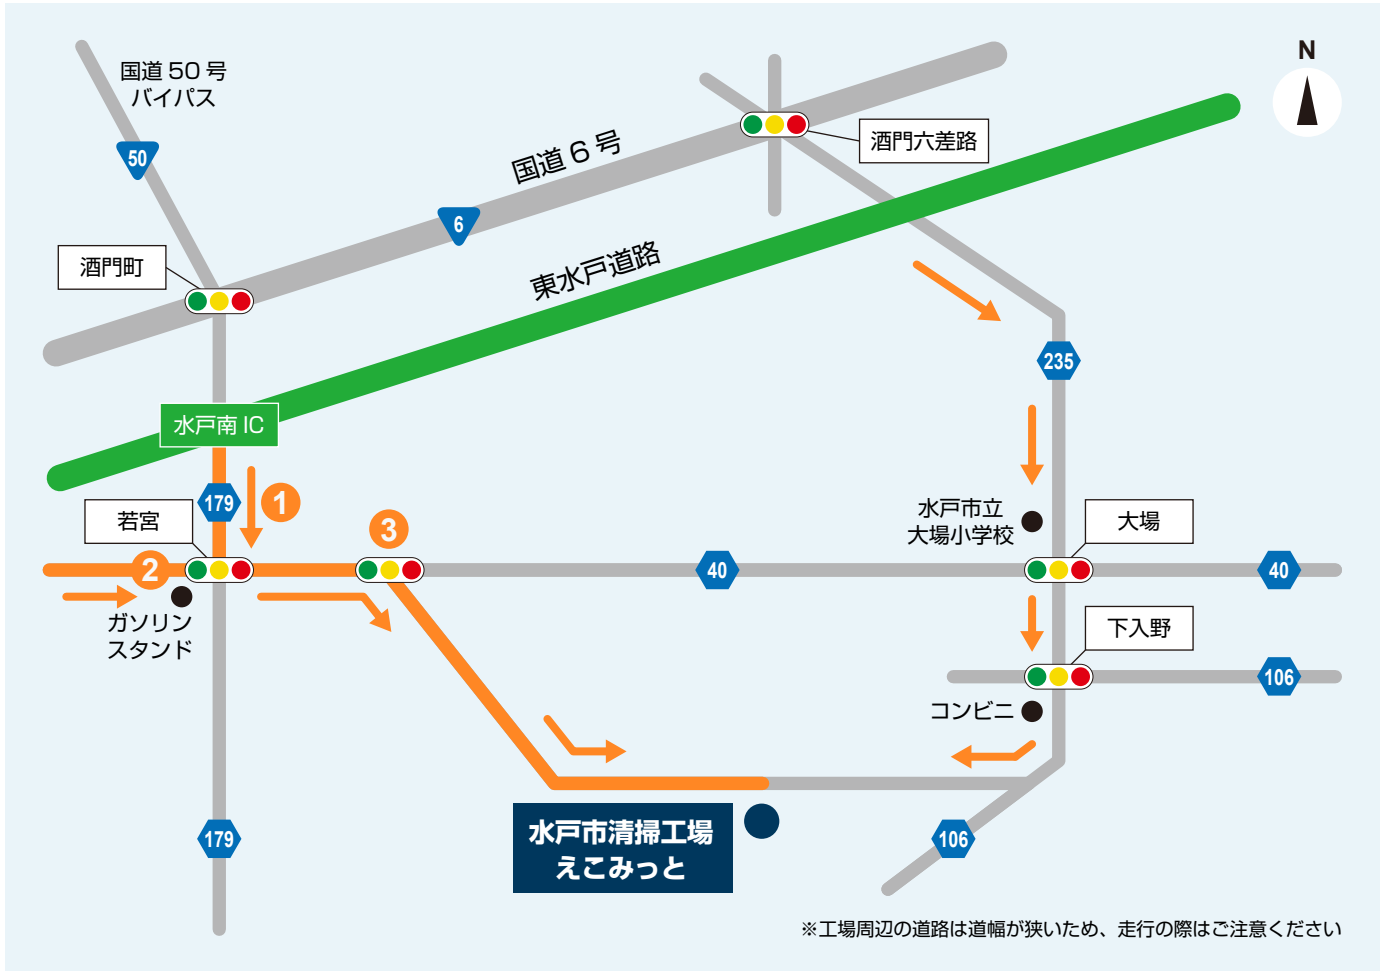 N
国道50号
バイパス
50
国道6号
6
酒門六差路
酒門町
東水戸道路
235
水戸南IC
179
1
若宮
2
3
ガソリン
スタンド
水戸市立
大場小学校
大場
40
40
下入野
106
コンビニ
179
水戸市清掃工場
えこみっと
106
※工場周辺の道路は道幅が狭いため、走行の際はご注意ください